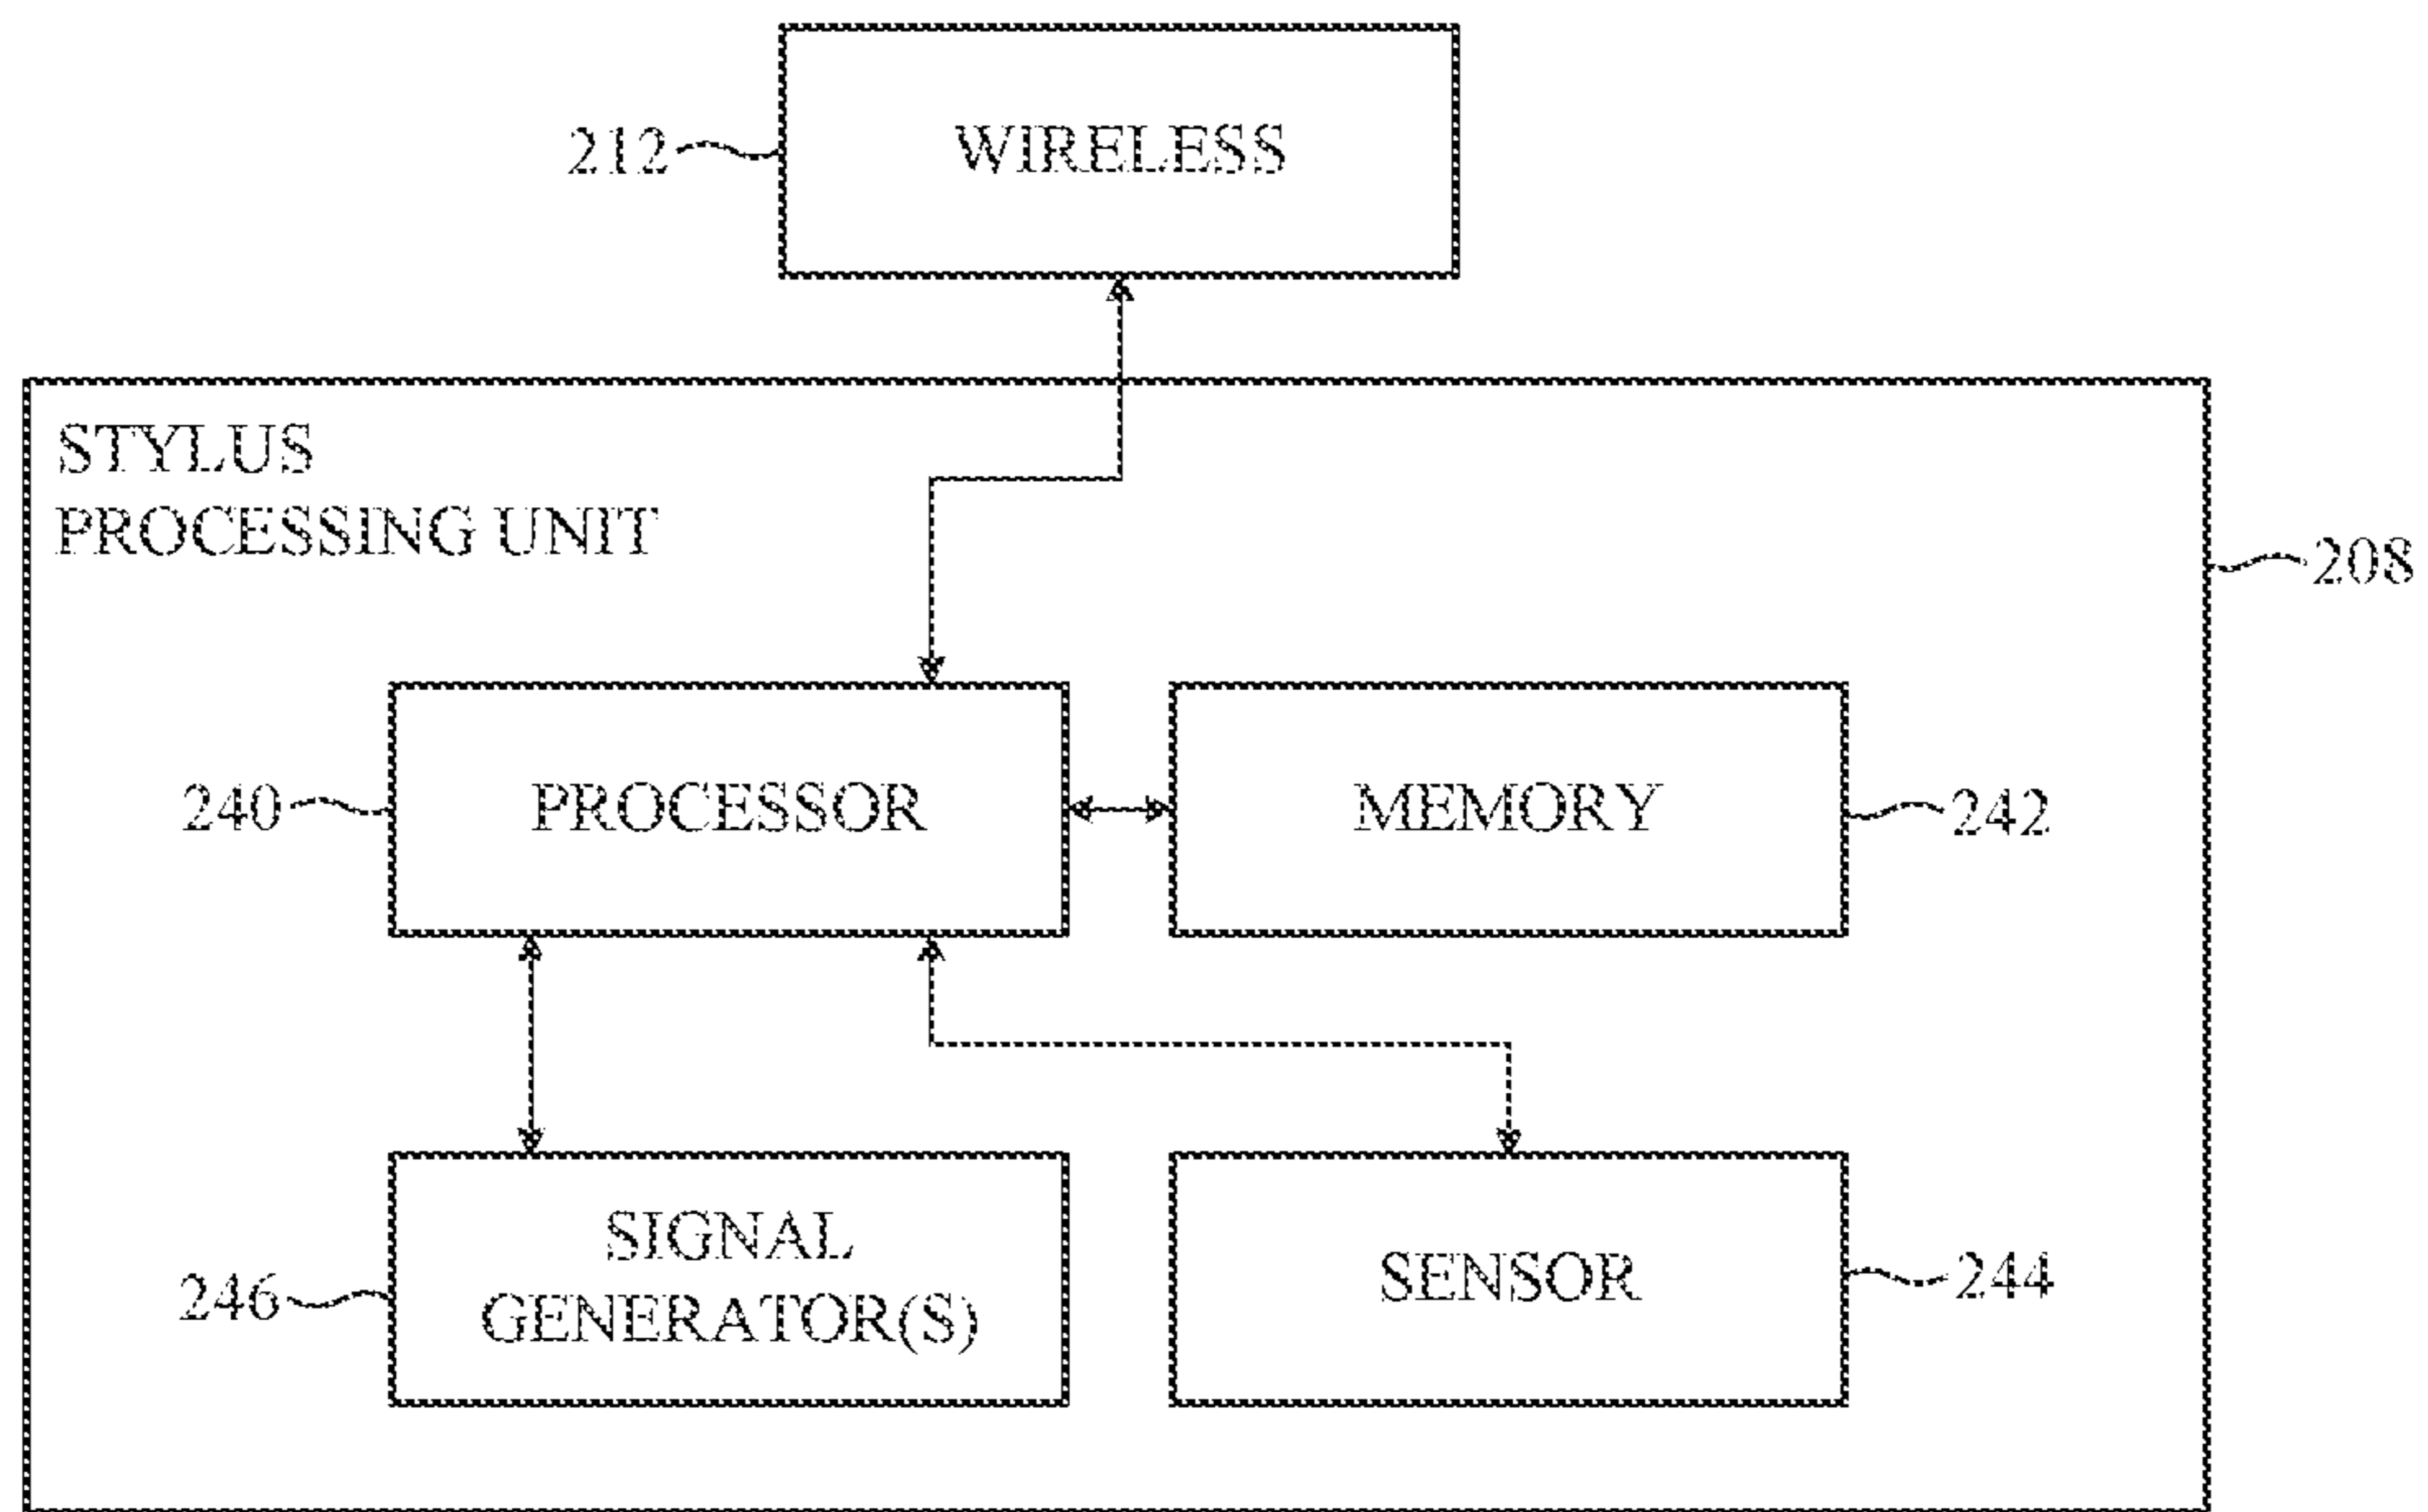 212
WIRELESS
STYLUS
PROCESSING UNIT
208
240
PROCESSOR
MEMORY
242
246
SIGNAL
GENERATOR(S)
SENSOR
244